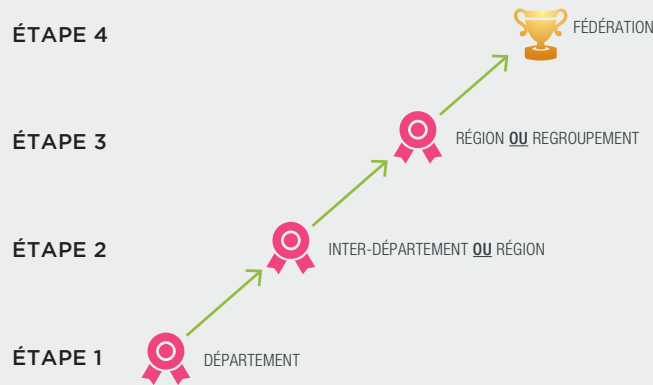 ÉTAPE 4 FÉDÉRATION
ÉTAPE 3 RÉGION OU REGROUPEMENT
ÉTAPE 2 INTER-DÉPARTEMENT OU RÉGION
ÉTAPE 1 DÉPARTEMENT